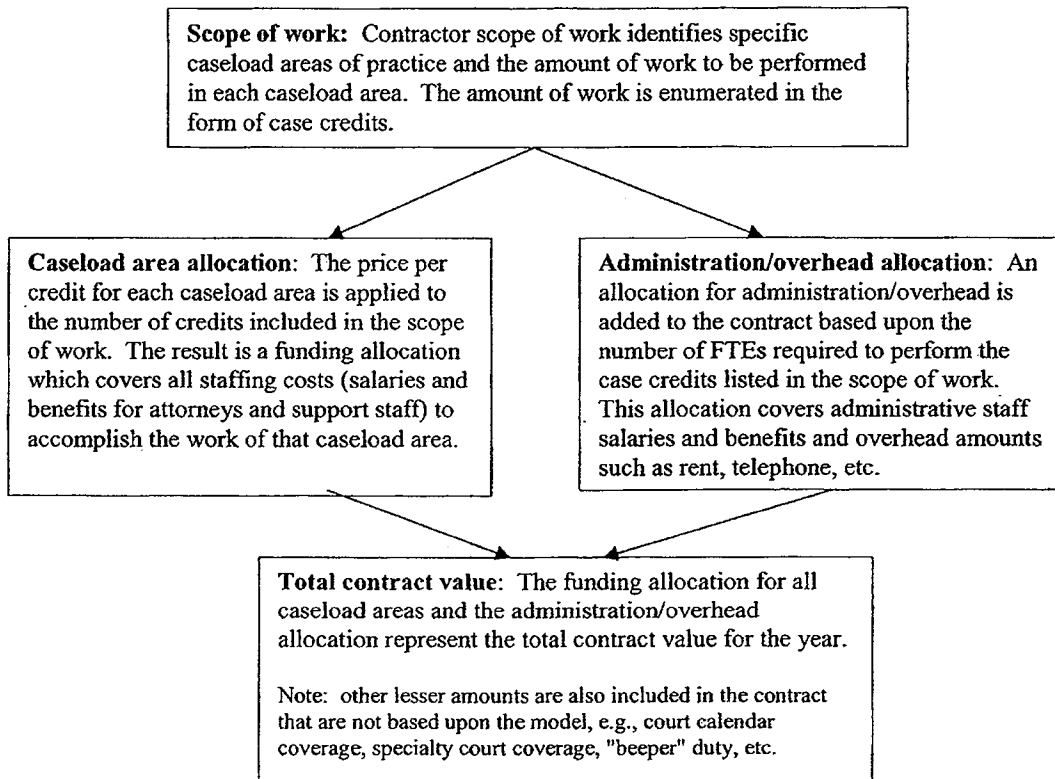 Scope of work: Contractor scope of work identifies specific
caseload areas of practice and the amount of work to be performed
in each caseload area. The amount of work is enumerated in the
form of case credits.
Caseload area allocation: The price per
credit for each caseload area is applied to
the number of credits included in the scope
of work. The result is a funding allocation
which covers all staffing costs (salaries and
benefits for attorneys and support staff) to
accomplish the work of that caseload area.
Administration/overhead allocation: An
allocation for administration/overhead is
added to the contract based upon the
number of FTEs required to perform the
case credits listed in the scope of work.
This allocation covers administrative staff
salaries and benefits and overhead amounts
such as rent, telephone, etc.
Total contract value: The funding allocation for all
caseload areas and the administration/overhead
allocation represent the total contract value for the year.
Note: other lesser amounts are also included in the contract
that are not based upon the model, e.g., court calendar
coverage, specialty court coverage, "beeper" duty, etc.